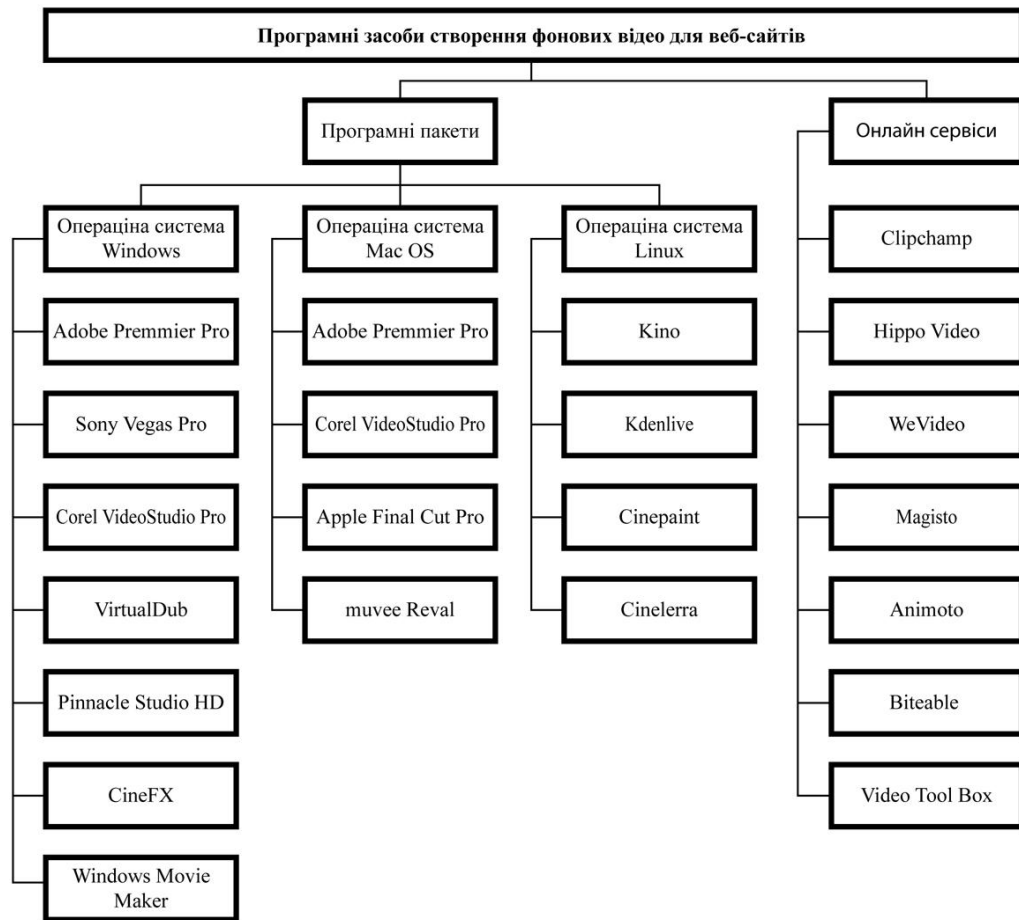 Програмні засоби створення фонових відео для веб-сайтів
Програмні пакети
Онлайн сервіси
Операціна система
Windows
Adobe Premmier Pro
Sony Vegas Pro
Corel VideoStudio Pro
VirtualDub
Pinnacle Studio HD
CineFX
Windows Movie
Maker
Операціна система
Mac OS
Adobe Premmier Pro
Corel VideoStudio Pro
Apple Final Cut Pro
muvee Reval
Операціна система
Linux
Kino
Kdenlive
Cinepaint
Cinelerra
Clipchamp
Hippo Video
WeVideo
Magisto
Animoto
Biteable
Video Tool Box